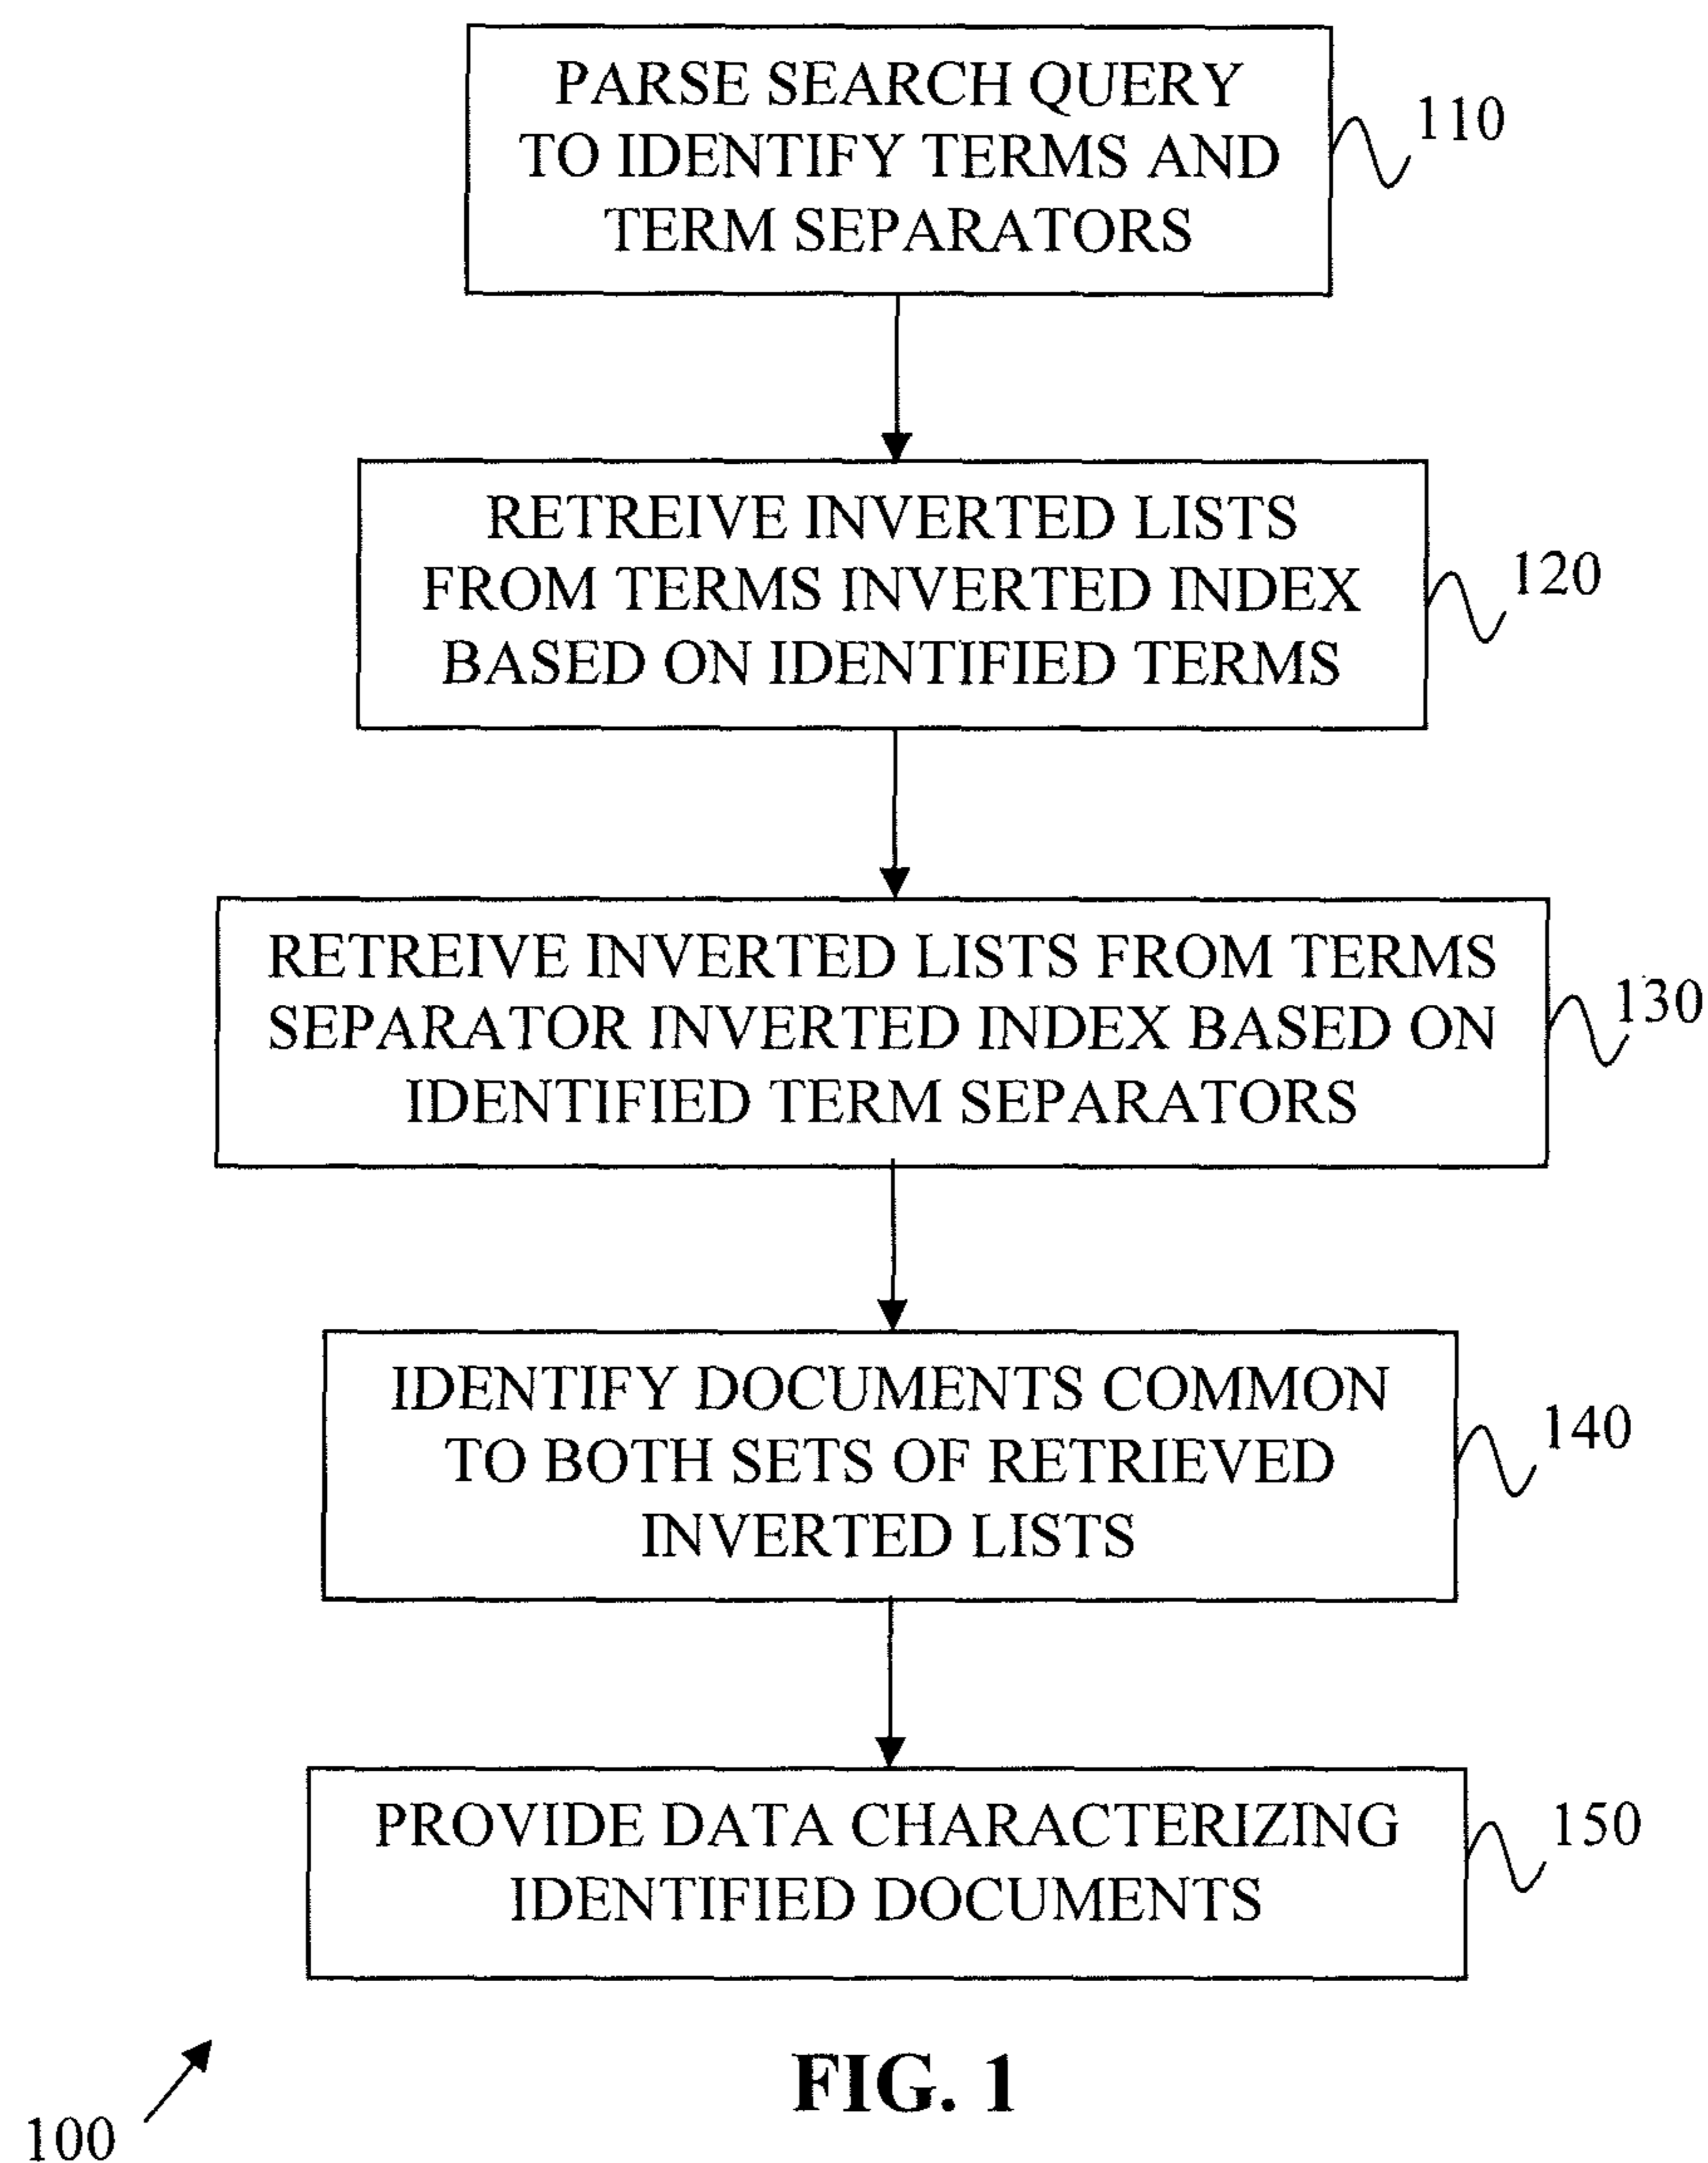 PARSE SEARCH QUERY
TO IDENTIFY TERMS AND
TERM SEPARATORS
110
RETREIVE INVERTED LISTS
FROM TERMS INVERTED INDEX
BASED ON IDENTIFIED TERMS
120
RETREIVE INVERTED LISTS FROM TERMS
SEPARATOR INVERTED INDEX BASED ON
IDENTIFIED TERM SEPARATORS
130
IDENTIFY DOCUMENTS COMMON
TO BOTH SETS OF RETRIEVED
INVERTED LISTS
140
PROVIDE DATA CHARACTERIZING
IDENTIFIED DOCUMENTS
150
FIG. 1
100